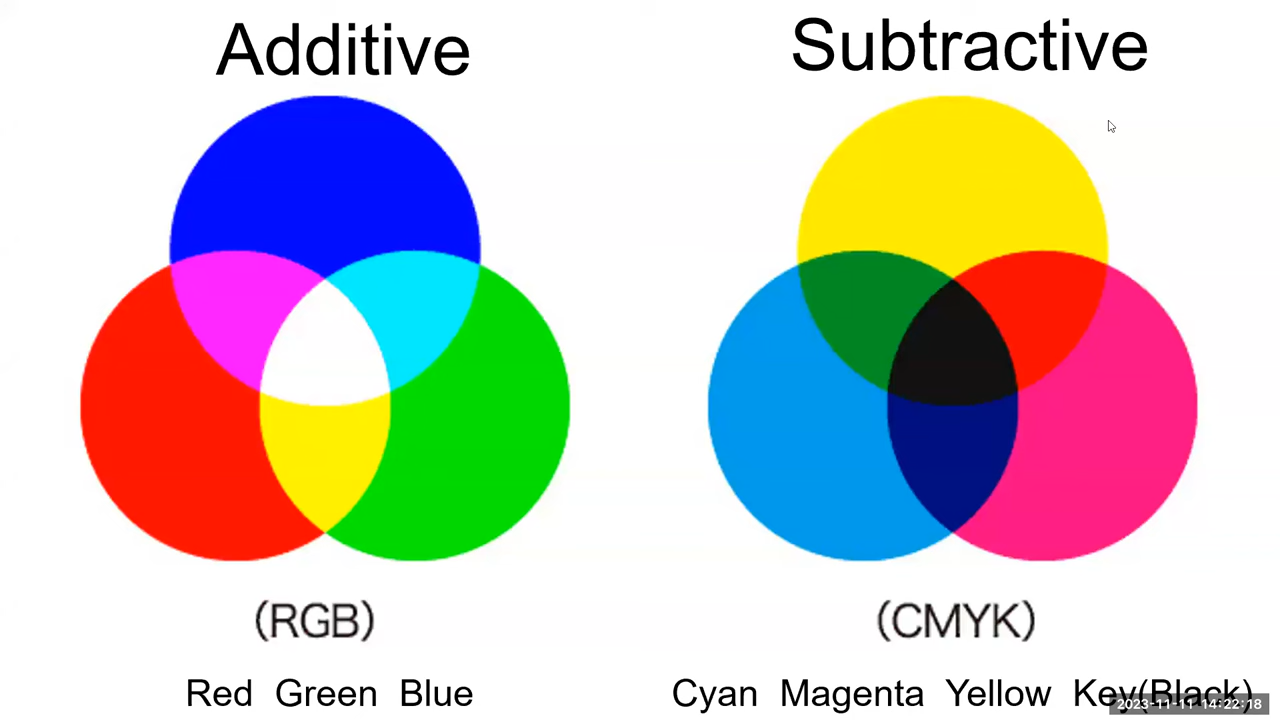 Additive
Subtractive
(RGB)
(CMYK)
Red Green Blue
Cyan Magenta Yellow Key(Black)
2023-11-11 14:22:18